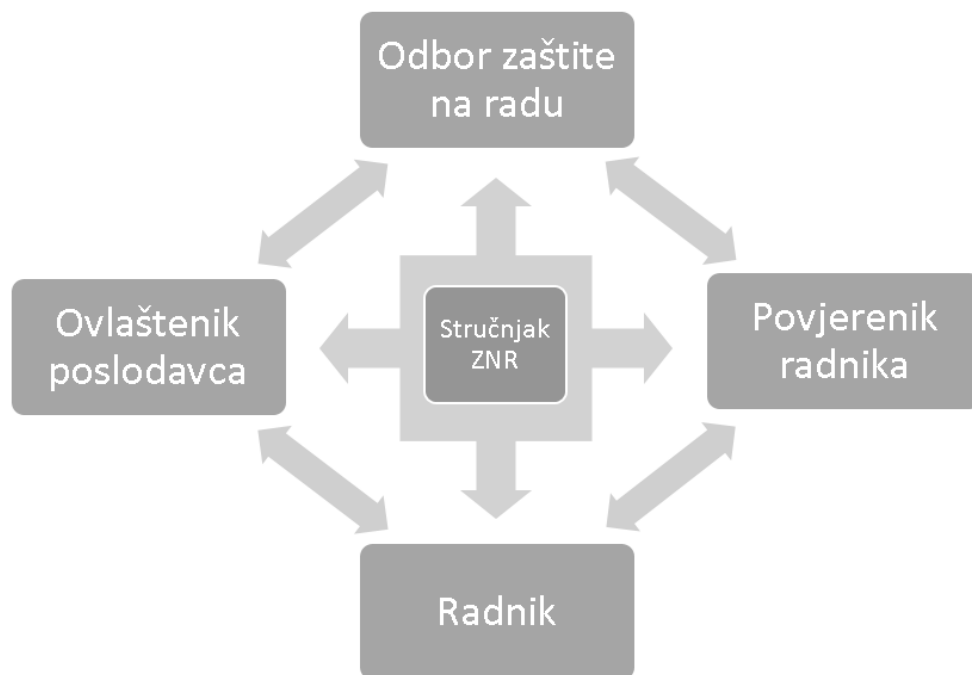 Odbor zaštite
na radu
Ovlaštenik
poslodavca
Stručnjak
ZNR
Povjerenik
radnika
Radnik